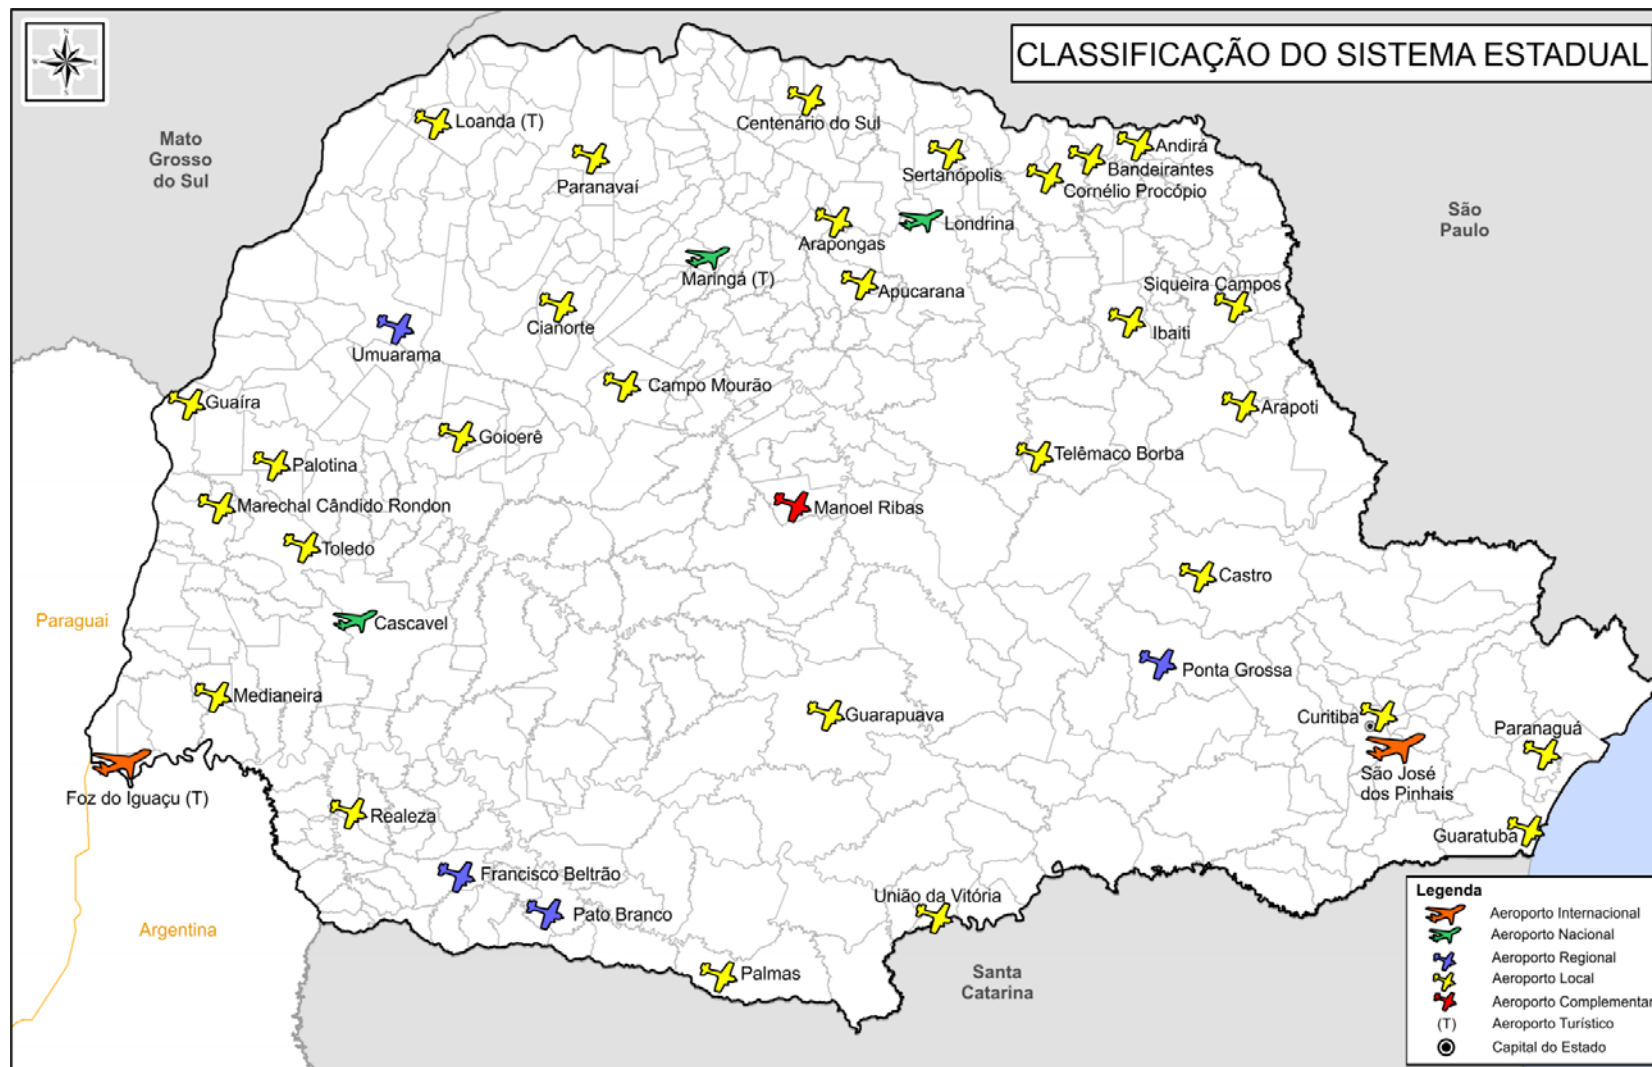 CLASSIFICAÇÃO DO SISTEMA ESTADUAL
N
W
E
S
Mato
Grosso
do Sul
São
Paulo
Paraguai
Argentina
Santa
Catarina
Loanda (T)
Centenário do Sul
Paranavaí
Sertanópolis
Andirá
Bandeirantes
Cornélio Procópio
Arapongas
Londrina
Maringá (T)
Apucarana
Siqueira Campos
Cianorte
Ibaiti
Umuarama
Campo Mourão
Guaíra
Arapoti
Goioerê
Telêmaco Borba
Palotina
Marechal Cândido Rondon
Manoel Ribas
Toledo
Castro
Cascavel
Ponta Grossa
Medianeira
Guarapuava
Curitiba
Paranaguá
São José
dos Pinhais
Foz do Iguaçu (T)
Realeza
Guaratuba
Francisco Beltrão
União da Vitória
Pato Branco
Palmas
Legenda
Aeroporto Internacional
Aeroporto Nacional
Aeroporto Regional
Aeroporto Local
Aeroporto Complementar
(T) Aeroporto Turístico
Capital do Estado